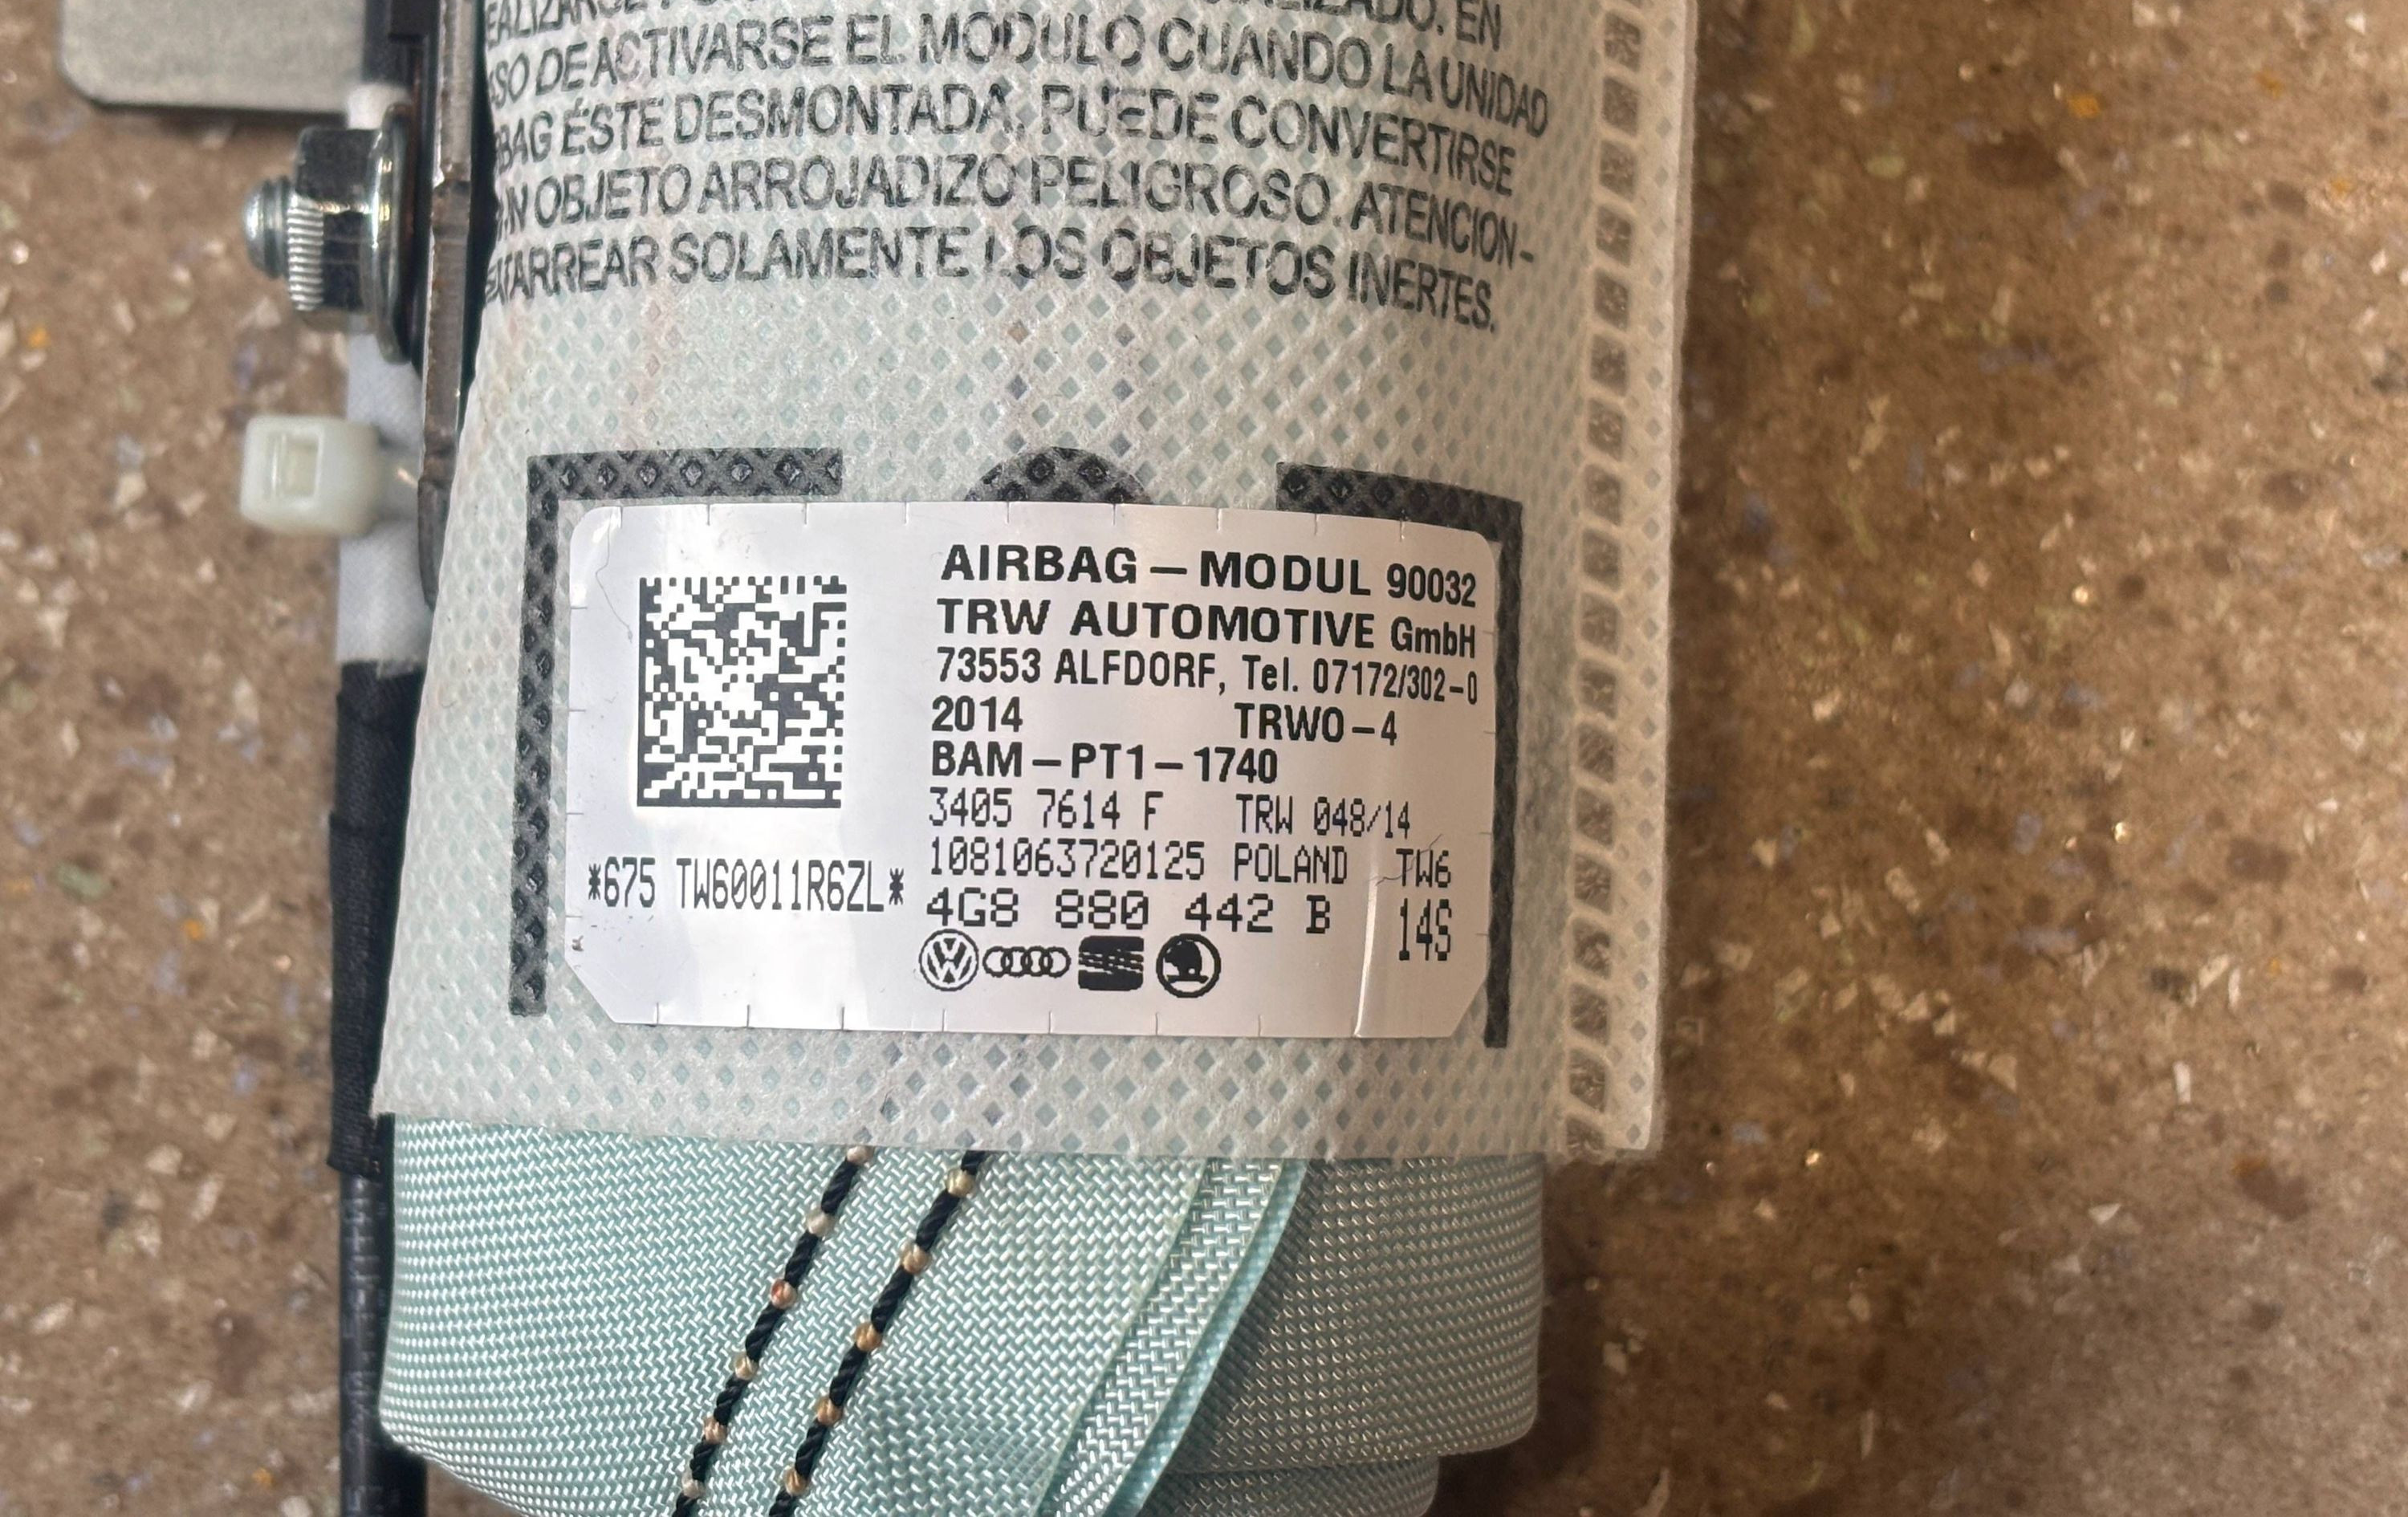 EN
DE ACTIVARSE EL MODULO CUANDO LA UNIDAD
ÉSTE DESMONTADA, PUEDE CONVERTIRSE
OBJETO ARROJADIZO PELIGROSO. ATENCION-
SOLAMENTE LOS OBJETOS INERTES.
AIRBAG – MODUL 90032
TRW AUTOMOTIVE GmbH
73553 ALFDORF, Tel. 07172/302-0
2014 TRWO-4
BAM-PT1-1740
3405 7614 F TRW 048/14
1081063720125 POLAND TW6
*675 TW60011R6ZL*
4G8 880 442 B 14S